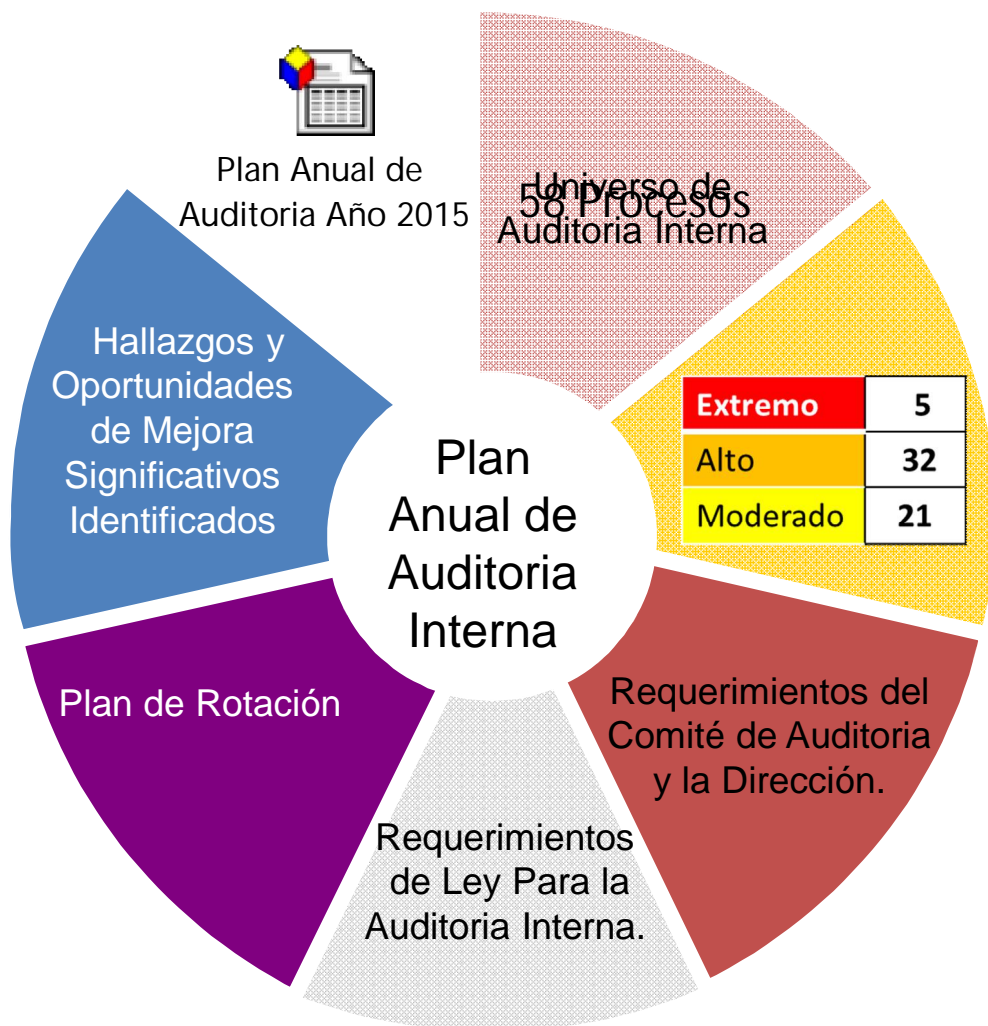 Plan Anual de
Auditoria Año 2015
Universo de
Auditoria Interna
58 Procesos
Extremo 5
Alto 32
Moderado 21
Requerimientos del
Comité de Auditoria
y la Dirección.
Requerimientos
de Ley Para la
Auditoria Interna.
Plan de Rotación
Hallazgos y
Oportunidades
de Mejora
Significativos
Identificados
Plan
Anual de
Auditoria
Interna